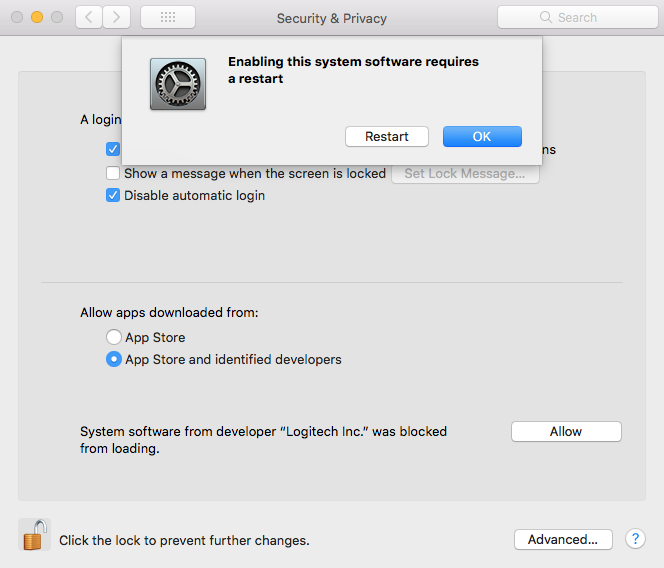 Security & Privacy
Search
Enabling this system software requires
a restart
Restart
OK
A login
Show a message when the screen is locked
Set Lock Message...
Disable automatic login
Allow apps downloaded from:
App Store
App Store and identified developers
System software from developer “Logitech Inc.” was blocked
from loading.
Allow
Click the lock to prevent further changes.
Advanced...
?